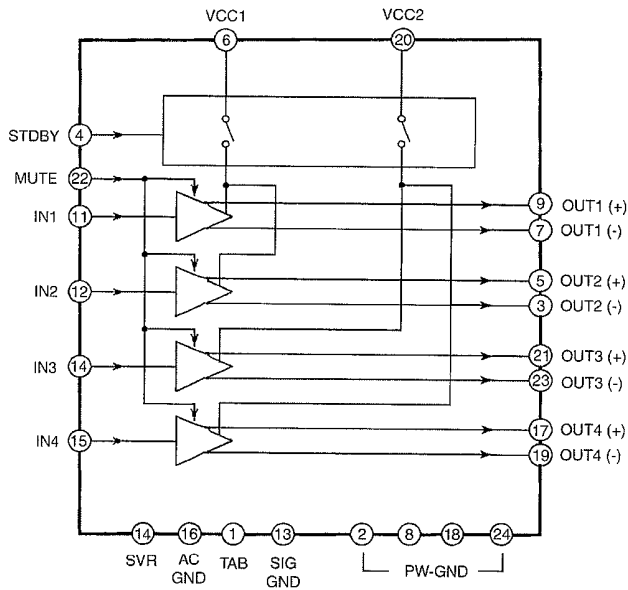 VCC1 VCC2
6 20
STDBY 4
MUTE 22
IN1 11
9 OUT1 (+)
7 OUT1 (-)
IN2 12
5 OUT2 (+)
3 OUT2 (-)
IN3 14
21 OUT3 (+)
23 OUT3 (-)
IN4 15
17 OUT4 (+)
19 OUT4 (-)
14 16 1 13 2 8 18 24
SVR AC GND TAB SIG GND PW-GND